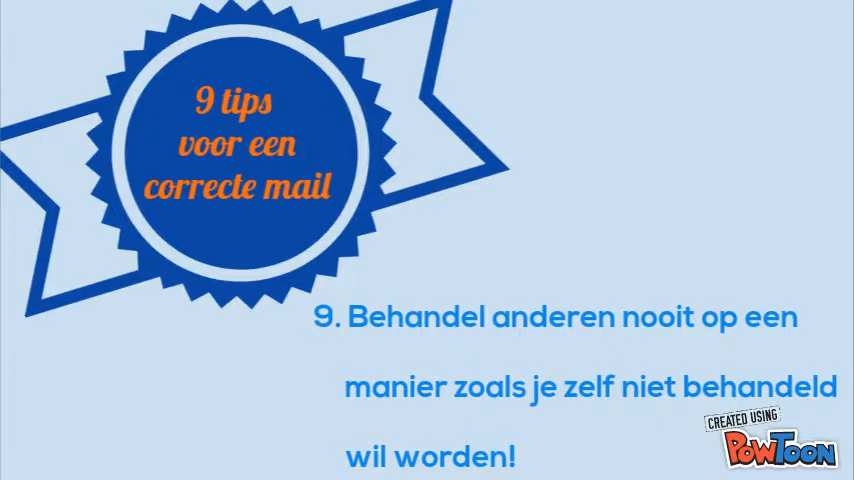 9 tips
voor een
correcte mail
9. Behandel anderen nooit op een
manier zoals je zelf niet behandeld
wil worden!
CREATED USING
POWTOON